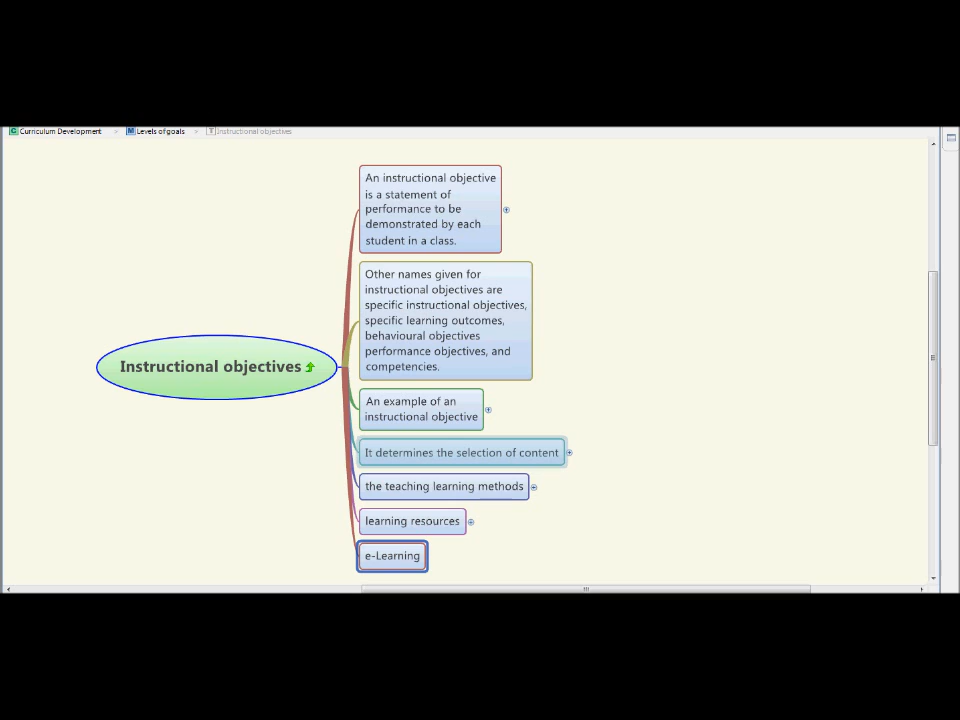 C Curriculum Development M Levels of goals T Instructional objectives
An instructional objective
is a statement of
performance to be
demonstrated by each
student in a class.
Other names given for
instructional objectives are
specific instructional objectives,
specific learning outcomes,
behavioural objectives
performance objectives, and
competencies.
Instructional objectives
An example of an
instructional objective
It determines the selection of content
the teaching learning methods
learning resources
e-Learning